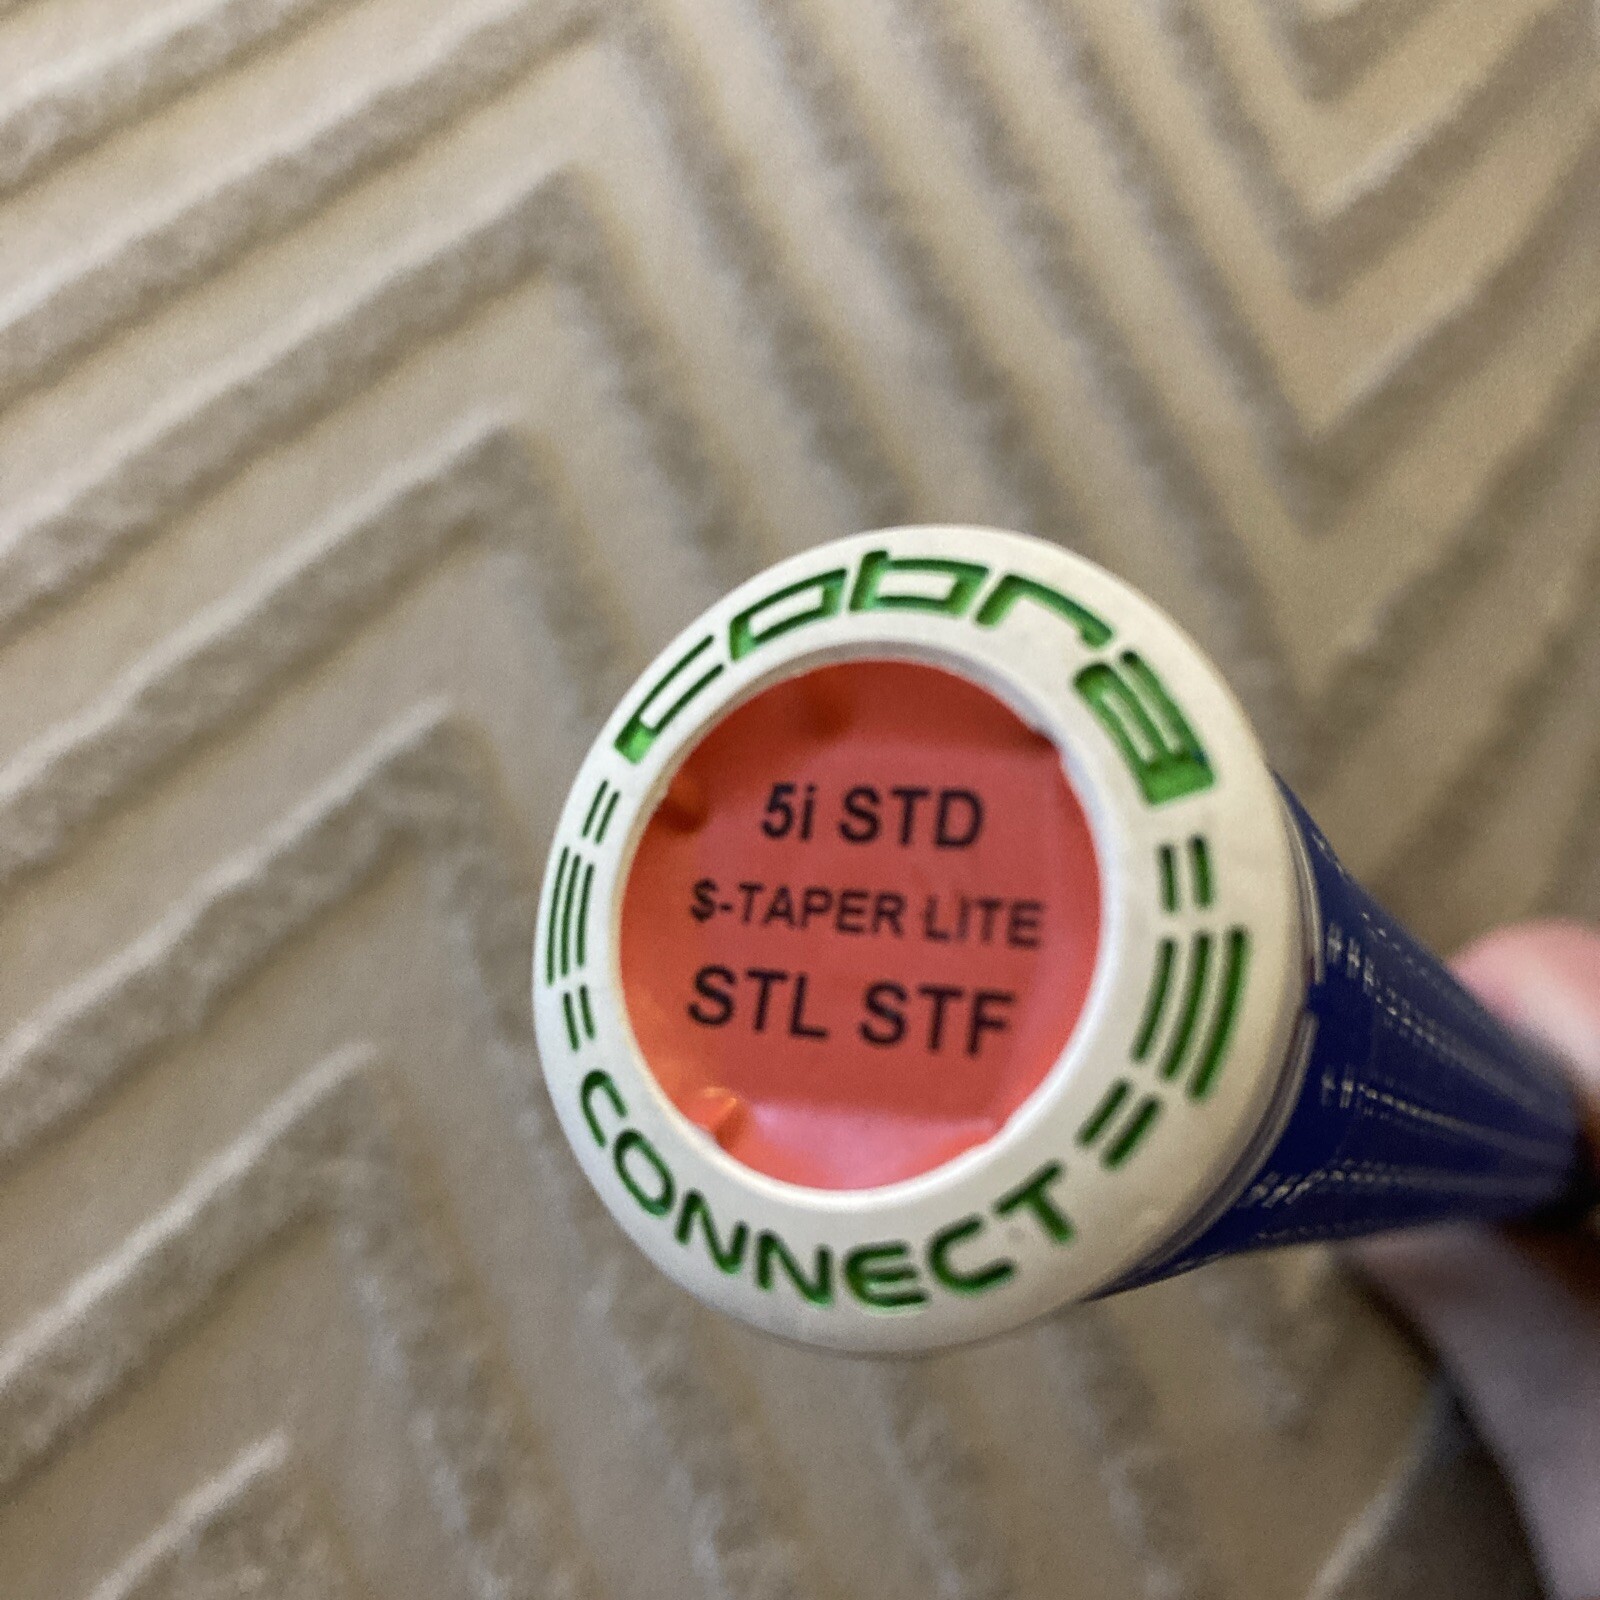 cobra
5i STD
$-TAPER LITE
STL STF
CONNECT